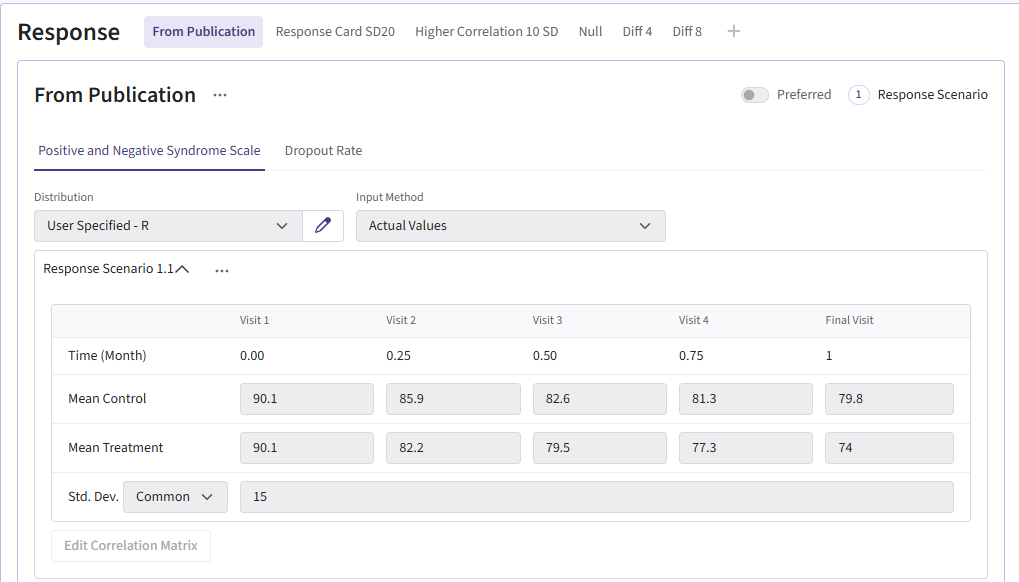 Response From Publication Response Card SD20 Higher Correlation 10 SD Null Diff 4 Diff 8 +
From Publication ... Preferred 1 Response Scenario
Positive and Negative Syndrome Scale Dropout Rate
Distribution Input Method
User Specified - R Actual Values
Response Scenario 1.1 ...
Visit 1 Visit 2 Visit 3 Visit 4 Final Visit
Time (Month) 0.00 0.25 0.50 0.75 1
Mean Control 90.1 85.9 82.6 81.3 79.8
Mean Treatment 90.1 82.2 79.5 77.3 74
Std. Dev. Common 15
Edit Correlation Matrix